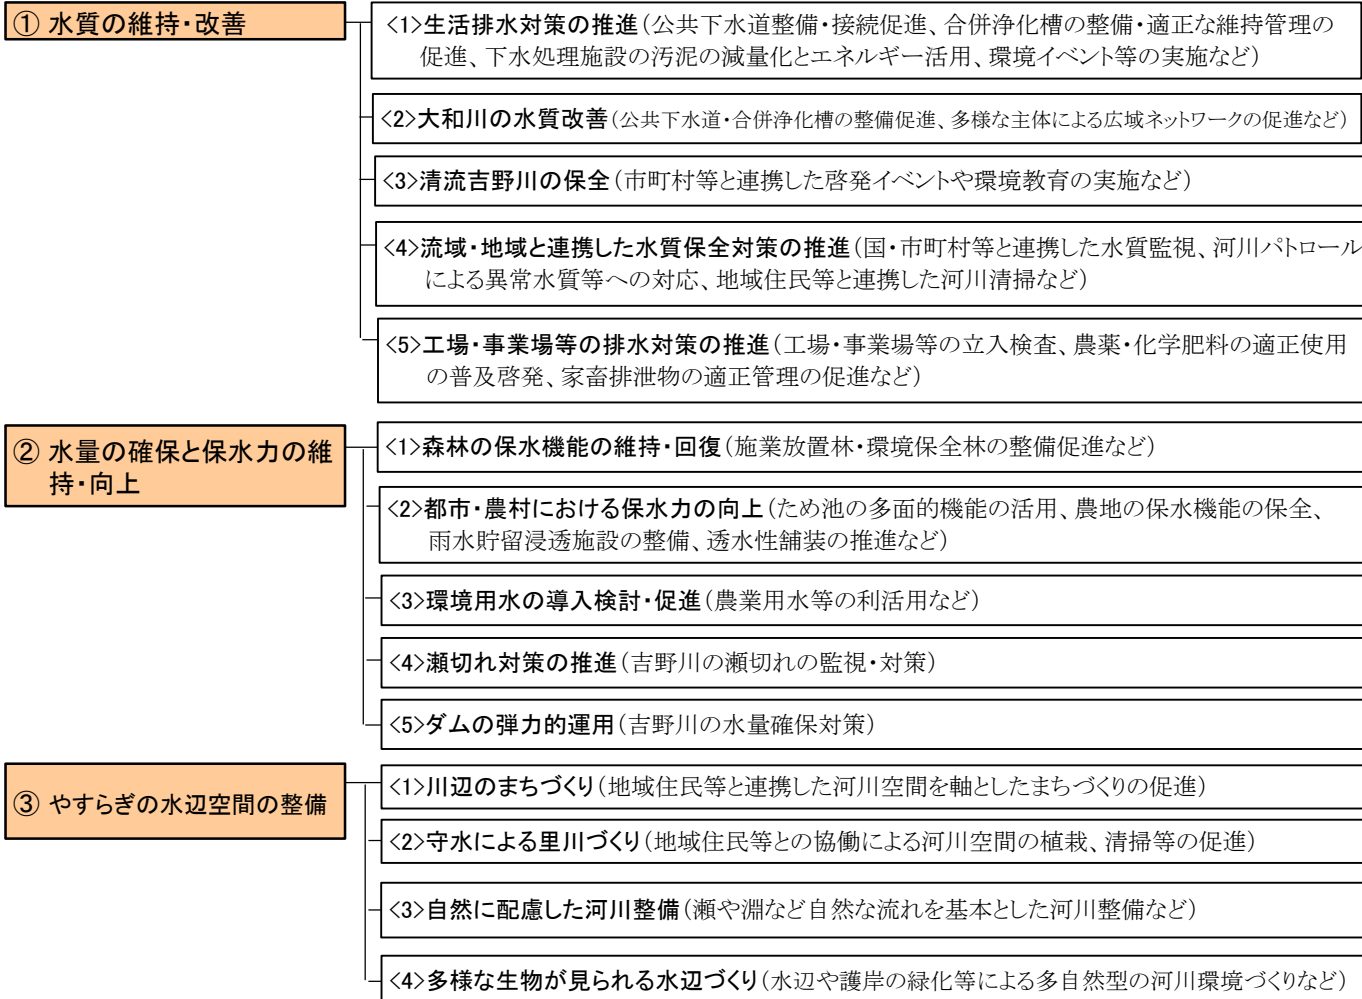 ① 水質の維持・改善
<1>生活排水対策の推進(公共下水道整備・接続促進、合併浄化槽の整備・適正な維持管理の
促進、下水処理施設の汚泥の減量化とエネルギー活用、環境イベント等の実施など)
<2>大和川の水質改善(公共下水道・合併浄化槽の整備促進、多様な主体による広域ネットワークの促進など)
<3>清流吉野川の保全(市町村等と連携した啓発イベントや環境教育の実施など)
<4>流域・地域と連携した水質保全対策の推進(国・市町村等と連携した水質監視、河川パトロール
による異常水質等への対応、地域住民等と連携した河川清掃など)
<5>工場・事業場等の排水対策の推進(工場・事業場等の立入検査、農薬・化学肥料の適正使用
の普及啓発、家畜排泄物の適正管理の促進など)
② 水量の確保と保水力の維
持・向上
<1>森林の保水機能の維持・回復(施業放置林・環境保全林の整備促進など)
<2>都市・農村における保水力の向上(ため池の多面的機能の活用、農地の保水機能の保全、
雨水貯留浸透施設の整備、透水性舗装の推進など)
<3>環境用水の導入検討・促進(農業用水等の利活用など)
<4>瀬切れ対策の推進(吉野川の瀬切れの監視・対策)
<5>ダムの弾力的運用(吉野川の水量確保対策)
③ やすらぎの水辺空間の整備
<1>川辺のまちづくり(地域住民等と連携した河川空間を軸としたまちづくりの促進)
<2>守水による里川づくり(地域住民等との協働による河川空間の植栽、清掃等の促進)
<3>自然に配慮した河川整備(瀬や淵など自然な流れを基本とした河川整備など)
<4>多様な生物が見られる水辺づくり(水辺や護岸の緑化等による多自然型の河川環境づくりなど)